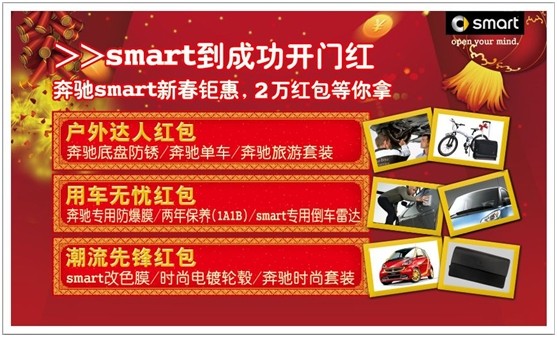 smart
open your mind.
>>smart到成功开门红
奔驰smart新春钜惠，2万红包等你拿
户外达人红包
奔驰底盘防锈/奔驰单车/奔驰旅游套装
用车无忧红包
奔驰专用防爆膜/两年保养(1A1B)/smart专用倒车雷达
潮流先锋红包
smart改色膜/时尚电镀轮毂/奔驰时尚套装